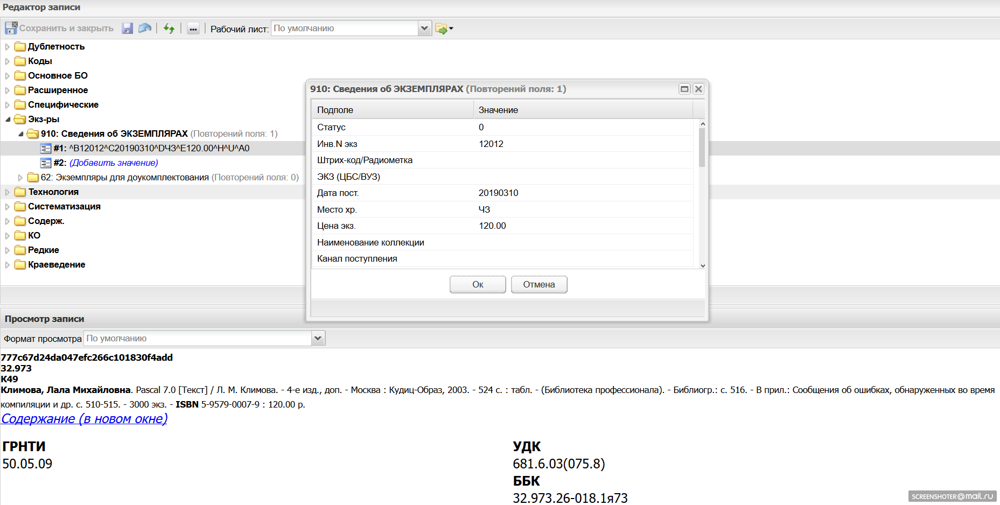 Редактор записи
Сохранить и закрыть ... Рабочий лист: По умолчанию
Дублетность
Коды
Основное БО
Расширенное
Специфические
Экз-ры
910: Сведения об ЭКЗЕМПЛЯРАХ (Повторений поля: 1)
#1: ^B12012^C20190310^DЧЗ^E120.00^H^U^A0
#2: (Добавить значение)
62: Экземпляры для доукомплектования (Повторений поля: 0)
Технология
Систематизация
Содерж.
КО
Редкие
Краеведение
910: Сведения об ЭКЗЕМПЛЯРАХ (Повторений поля: 1)
Подполе Значение
Статус 0
Инв.N экз 12012
Штрих-код/Радиометка
ЭКЗ (ЦБС/ВУЗ)
Дата пост. 20190310
Место хр. ЧЗ
Цена экз. 120.00
Наименование коллекции
Канал поступления
Ок Отмена
Просмотр записи
Формат просмотра По умолчанию
777c67d24da047efc266c101830f4add
32.973
К49
Климова, Лала Михайловна. Pascal 7.0 [Текст] / Л. М. Климова. - 4-е изд., доп. - Москва : Кудиц-Образ, 2003. - 524 с. : табл. - (Библиотека профессионала). - Библиогр.: с. 516. - В прил.: Сообщения об ошибках, обнаруженных во время
компиляции и др. с. 510-515. - 3000 экз. - ISBN 5-9579-0007-9 : 120.00 р.
Содержание (в новом окне)
ГРНТИ УДК
50.05.09 681.6.03(075.8)
ББК
32.973.26-018.1я73
SCREENSHOTER@mail.ru